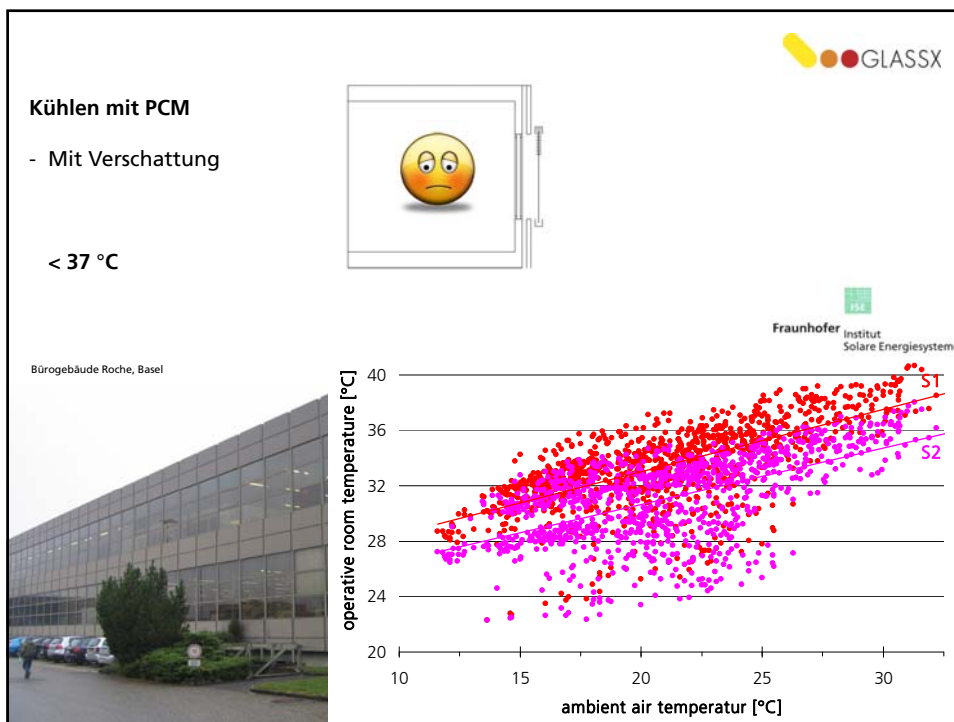 GLASSX
Kühlen mit PCM
- Mit Verschattung
< 37 °C
ISE
Fraunhofer Institut
Solare Energiesystem
Bürogebäude Roche, Basel
operative room temperature [°C]
40
36
32
28
24
20
S1
S2
10 15 20 25 30
ambient air temperatur [°C]